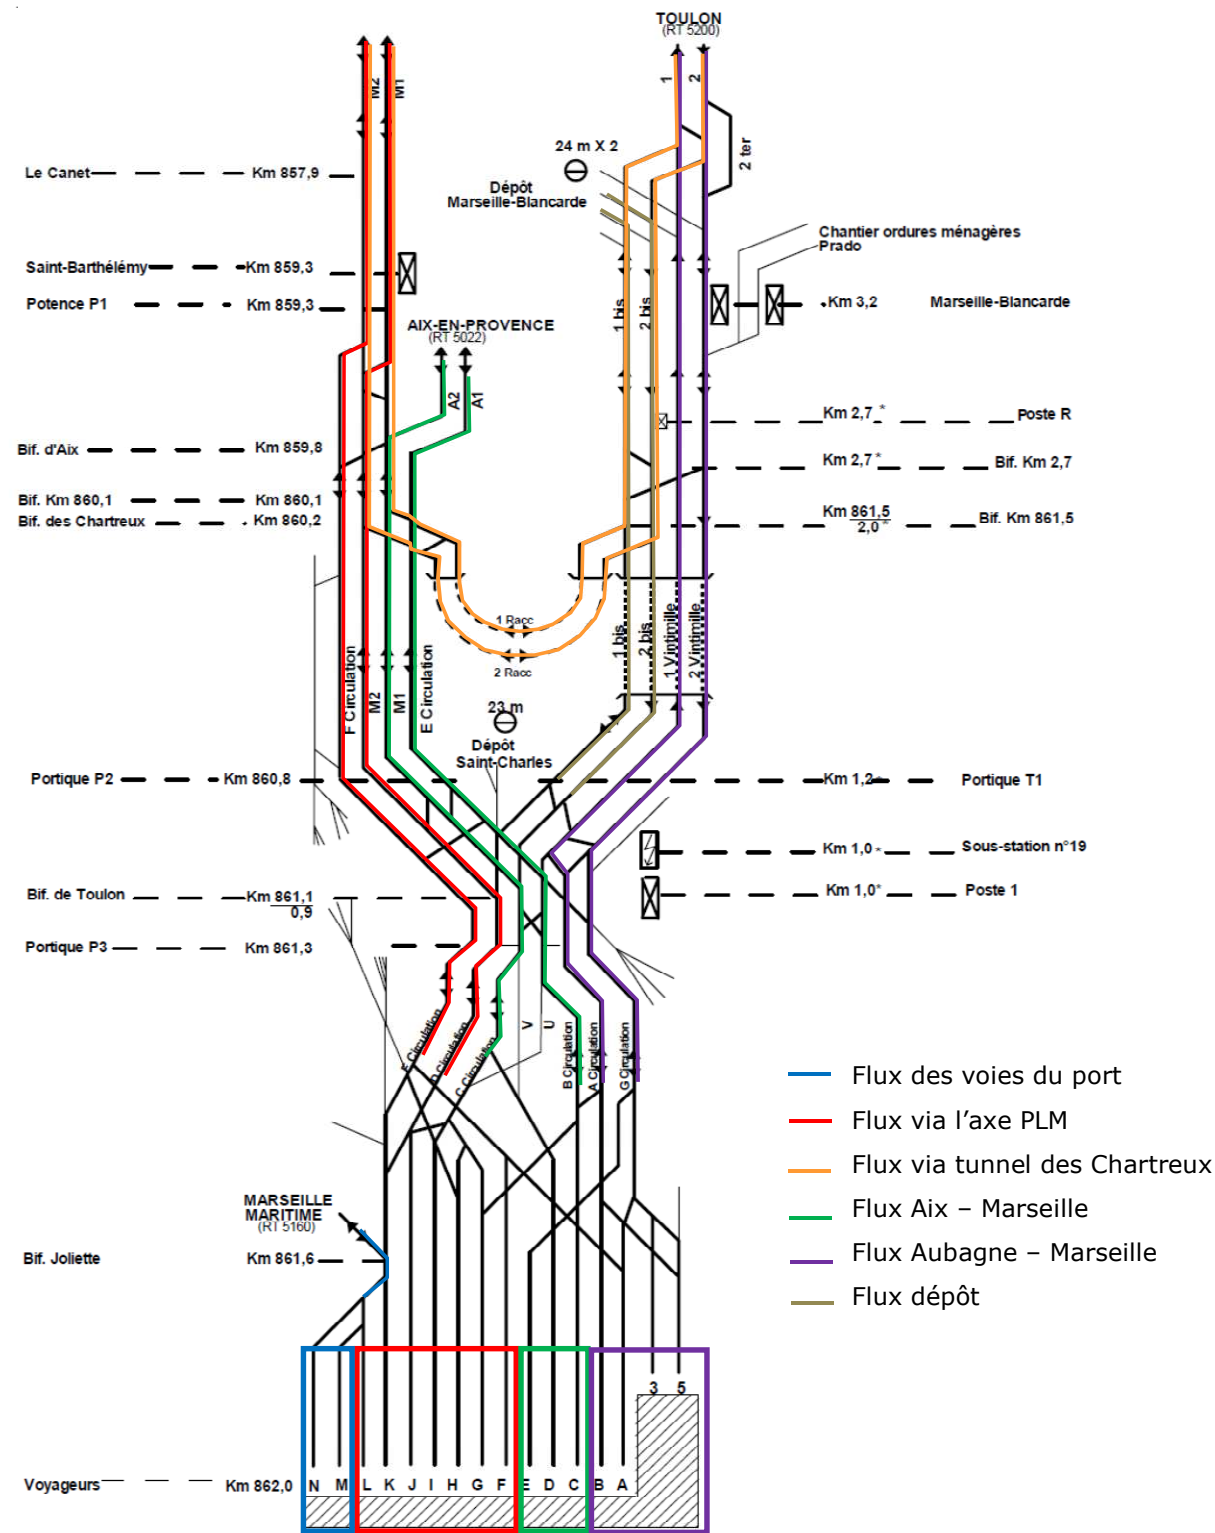 TOULON
(RT 5200)
M2
M1
1
2
2 ter
24 m X 2
Dépôt
Marseille-Blancarde
Le Canet
Km 857,9
Chantier ordures ménagères
Prado
Saint-Barthélémy
Km 859,3
Potence P1
Km 859,3
1 bis
2 bis
Km 3,2
Marseille-Blancarde
AIX-EN-PROVENCE
(RT 5022)
A2
A1
Km 2,7 *
Poste R
Bif. d'Aix
Km 859,8
Km 2,7 *
Bif. Km 2,7
Bif. Km 860,1
Km 860,1
Bif. des Chartreux
Km 860,2
Km 861,5
2,0 *
Bif. Km 861,5
1 Racc
2 Racc
F Circulation
M2
M1
E Circulation
1 bis
2 bis
1 Vintimille
2 Vintimille
23 m
Dépôt
Saint-Charles
Portique P2
Km 860,8
Km 1,2 *
Portique T1
Km 1,0 *
Sous-station n°19
Km 1,0 *
Poste 1
Bif. de Toulon
Km 861,1
0,9
Portique P3
Km 861,3
F Circulation
D Circulation
C Circulation
V
U
B Circulation
A Circulation
G Circulation
Flux des voies du port
Flux via l’axe PLM
Flux via tunnel des Chartreux
Flux Aix – Marseille
Flux Aubagne – Marseille
Flux dépôt
MARSEILLE
MARITIME
(RT 5160)
Bif. Joliette
Km 861,6
3 5
Voyageurs
Km 862,0
N M L K J I H G F E D C B A